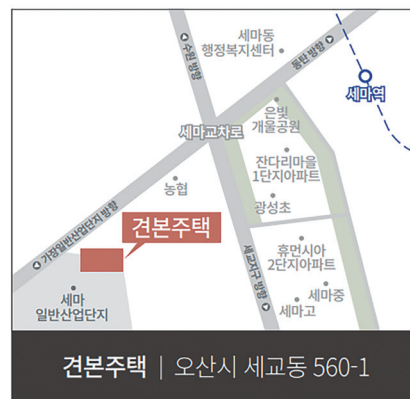 세마동
행정복지센터
수원 방향
동탄 방향
세마역
은빛
개울공원
세마교차로
잔다리마을
1단지아파트
농협
광성초
가장일반산업단지 방향
견본주택
세교지구 방향
휴먼시아
2단지아파트
세마
일반산업단지
세마중
세마고
견본주택 | 오산시 세교동 560-1